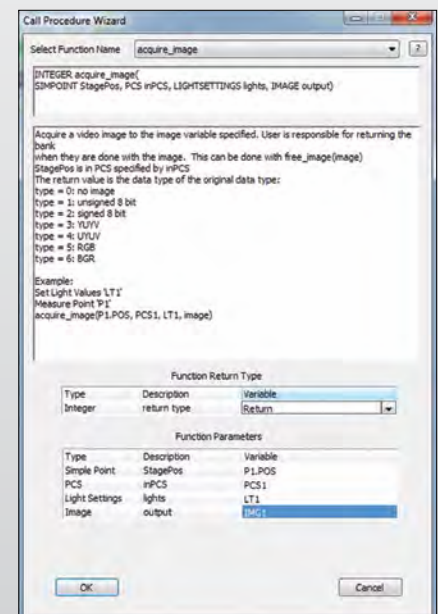 Call Procedure Wizard
Select Function Name acquire_image ?
INTEGER acquire_image(
SIMPOINT StagePos, PCS inPCS, LIGHTSETTINGS lights, IMAGE output)
Acquire a video image to the image variable specified. User is responsible for returning the
bank
when they are done with the image. This can be done with free_image(image)
StagePos is in PCS specified by inPCS
The return value is the data type of the original data type:
type = 0: no image
type = 1: unsigned 8 bit
type = 2: signed 8 bit
type = 3: YUYV
type = 4: UYUV
type = 5: RGB
type = 6: BGR
Example:
Set Light Values 'LT1'
Measure Point 'P1'
acquire_image(P1.POS, PCS1, LT1, image)
Function Return Type
Type Description Variable
Integer return type Return
Function Parameters
Type Description Variable
Simple Point StagePos P1.POS
PCS inPCS PCS1
Light Settings lights LT1
Image output IMG1
OK Cancel